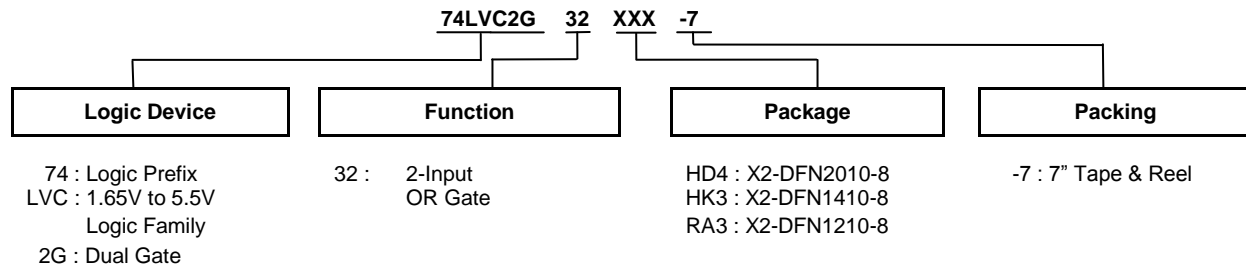 74LVC2G 32 XXX -7
Logic Device
Function
Package
Packing
74 : Logic Prefix
LVC : 1.65V to 5.5V
Logic Family
2G : Dual Gate
32 : 2-Input
OR Gate
HD4 : X2-DFN2010-8
HK3 : X2-DFN1410-8
RA3 : X2-DFN1210-8
-7 : 7” Tape & Reel